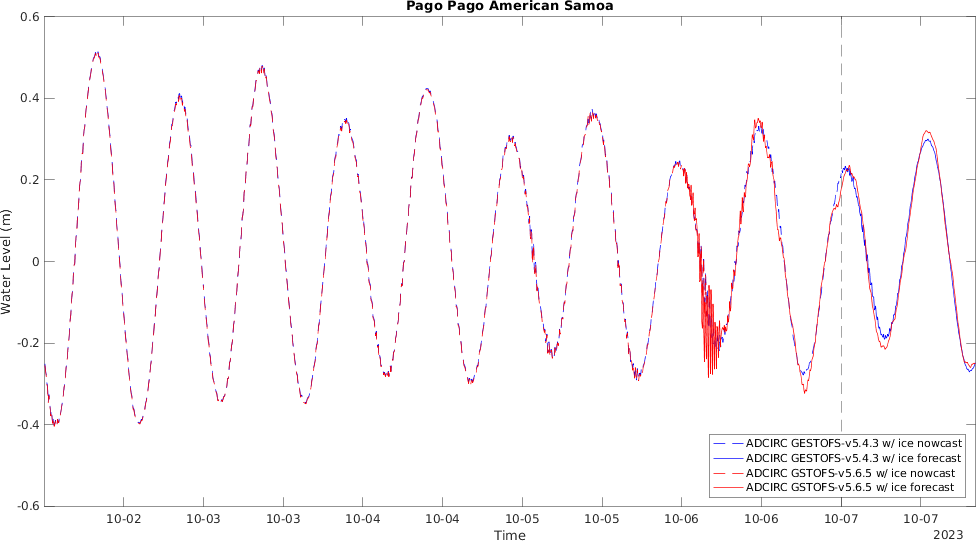 Pago Pago American Samoa
Water Level (m)
0.6
0.4
0.2
0
-0.2
-0.4
-0.6
10-02
10-03
10-03
10-04
10-04
10-05
10-05
10-06
10-06
10-07
10-07
Time
2023
ADCIRC GESTOFS-v5.4.3 w/ ice nowcast
ADCIRC GESTOFS-v5.4.3 w/ ice forecast
ADCIRC GSTOFS-v5.6.5 w/ ice nowcast
ADCIRC GSTOFS-v5.6.5 w/ ice forecast